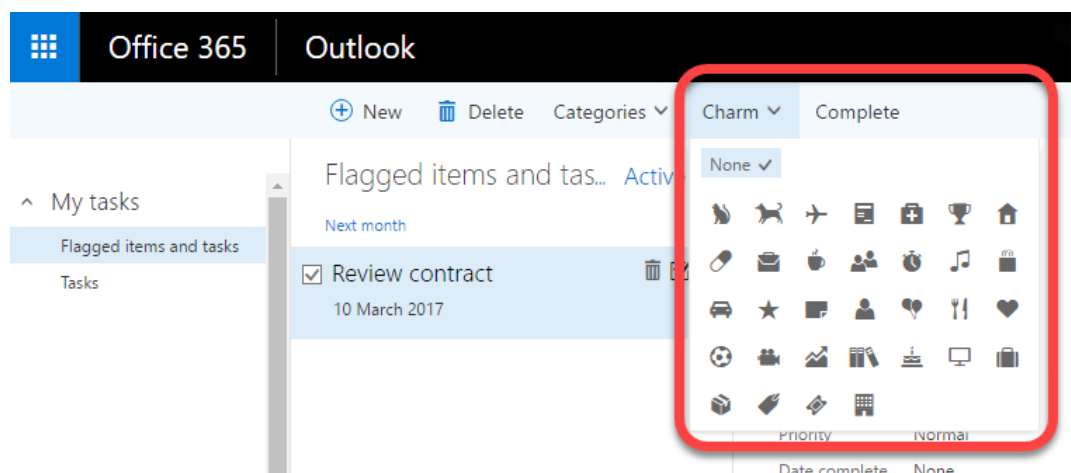 Office 365 Outlook
New Delete Categories Charm Complete
None
Flagged items and tas... Activ
My tasks
Next month
Flagged items and tasks
Tasks
Review contract
10 March 2017
Priority Normal
Date complete None